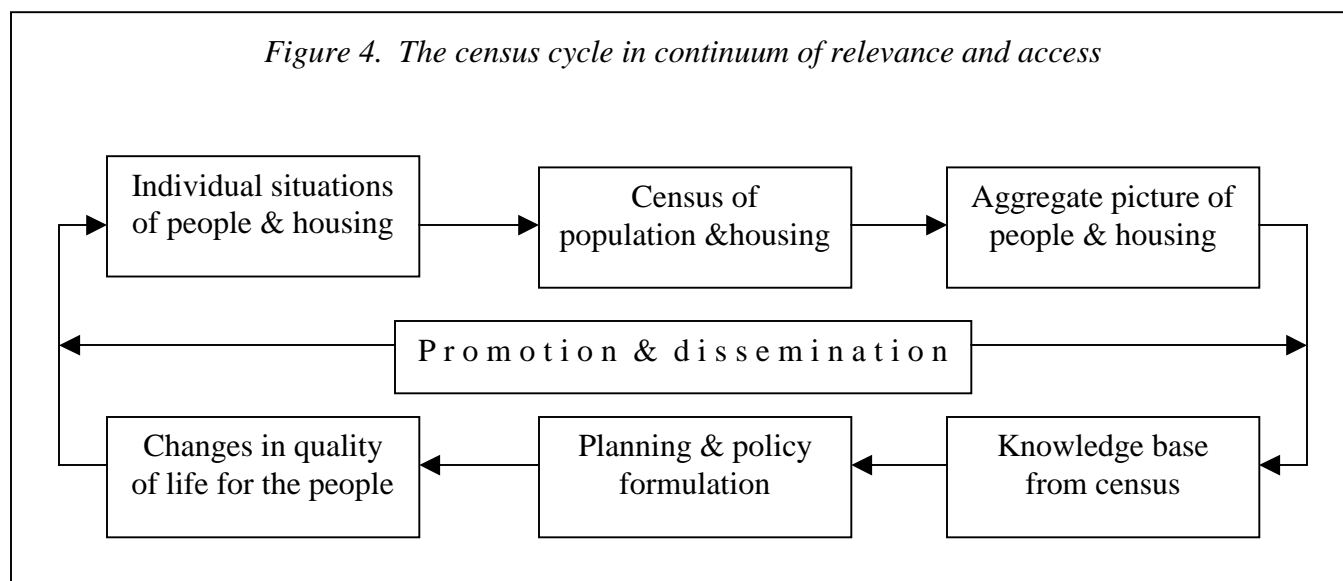 Figure 4. The census cycle in continuum of relevance and access
Individual situations
of people & housing
Census of
population &housing
Aggregate picture of
people & housing
P r o m o t i o n & d i s s e m i n a t i o n
Changes in quality
of life for the people
Planning & policy
formulation
Knowledge base
from census